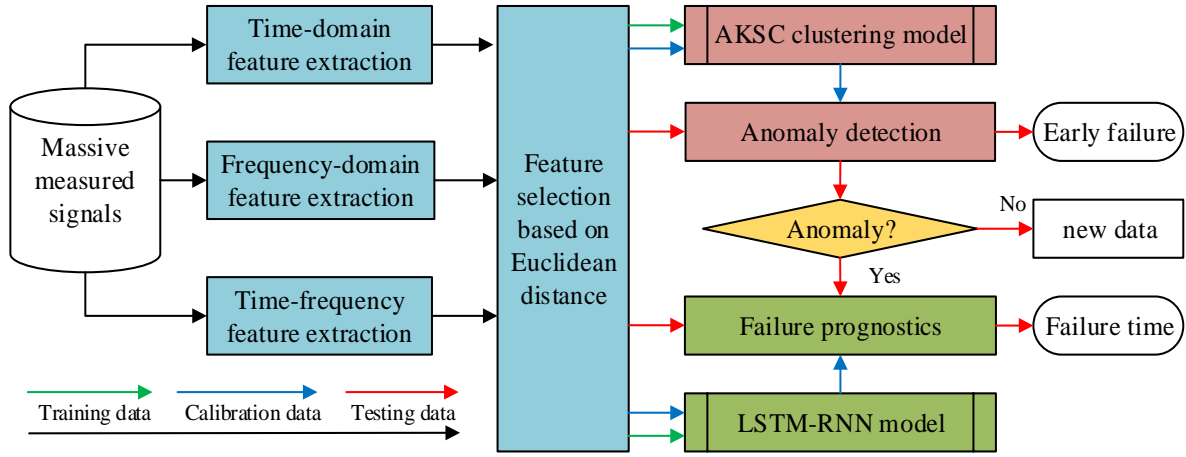 Time-domain
feature extraction
Massive
measured
signals
Frequency-domain
feature extraction
Time-frequency
feature extraction
Feature
selection
based on
Euclidean
distance
AKSC clustering model
Anomaly detection
Early failure
Anomaly?
No
new data
Yes
Failure prognostics
Failure time
LSTM-RNN model
Training data
Calibration data
Testing data